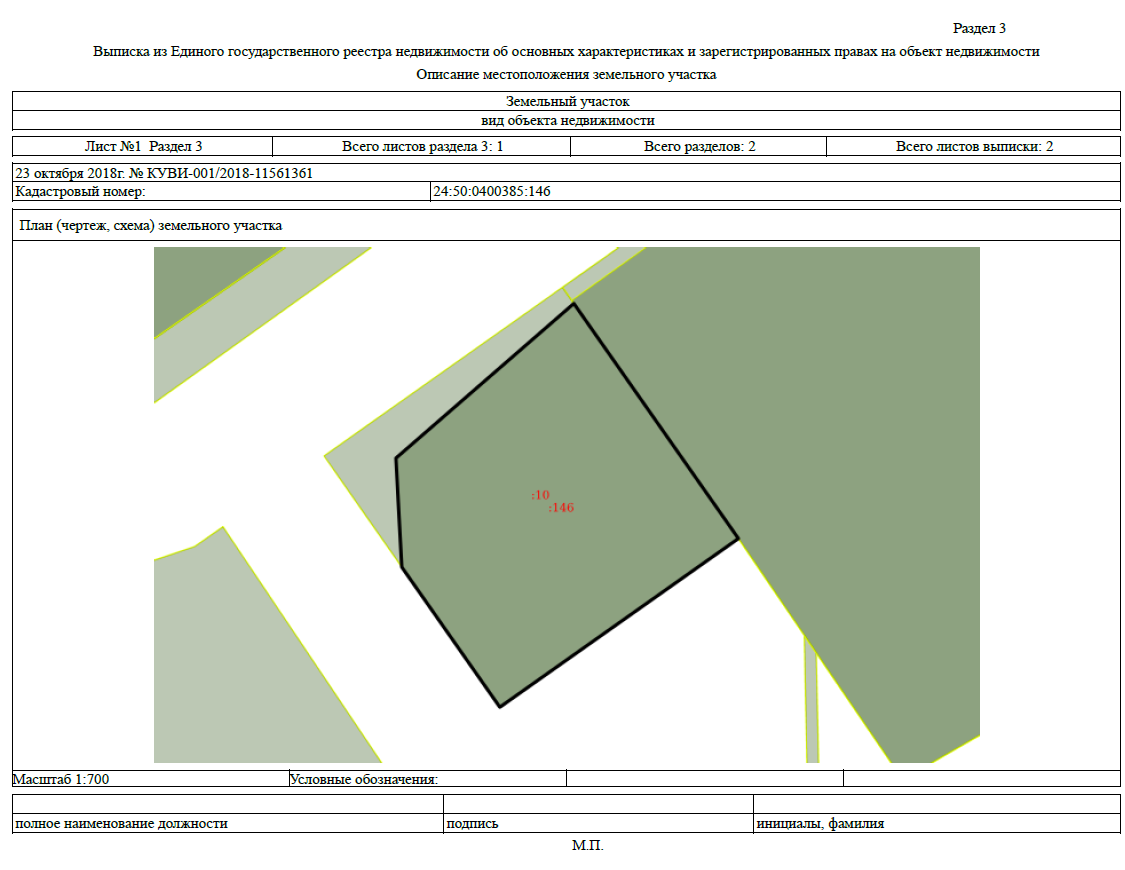 Раздел 3
Выписка из Единого государственного реестра недвижимости об основных характеристиках и зарегистрированных правах на объект недвижимости
Описание местоположения земельного участка
Земельный участок
вид объекта недвижимости
Лист №1 Раздел 3 Всего листов раздела 3: 1 Всего разделов: 2 Всего листов выписки: 2
23 октября 2018г. № КУВИ-001/2018-11561361
Кадастровый номер: 24:50:0400385:146
План (чертеж, схема) земельного участка
:10
:146
Масштаб 1:700 Условные обозначения:
полное наименование должности подпись инициалы, фамилия
М.П.